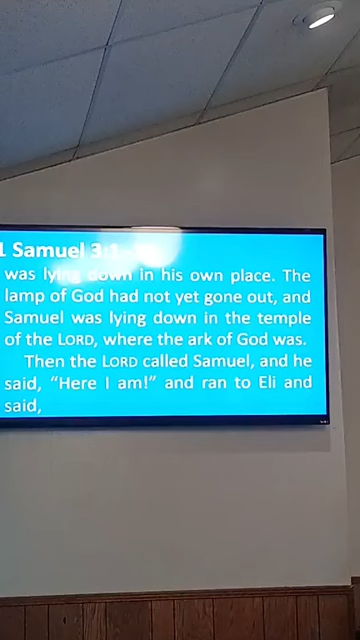 1 Samuel 3:1
was lying down in his own place. The
lamp of God had not yet gone out, and
Samuel was lying down in the temple
of the LORD, where the ark of God was.
Then the LORD called Samuel, and he
said, “Here I am!” and ran to Eli and
said,